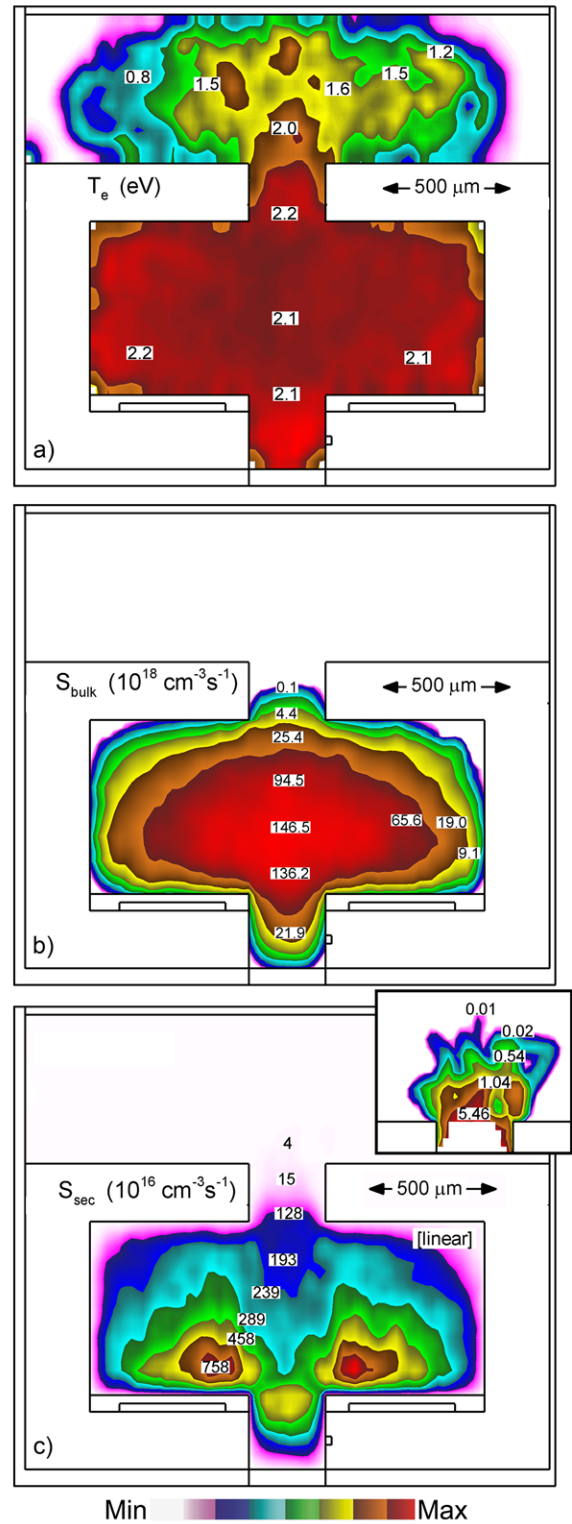 1.2
0.8
1.5
1.5
1.6
2.0
T_e (eV)
500 μm
2.2
2.1
2.2
2.1
2.1
a)
S_bulk (10^18 cm^-3 s^-1)
0.1
500 μm
4.4
25.4
94.5
146.5
65.6
19.0
9.1
136.2
21.9
b)
0.01
0.02
0.54
1.04
5.46
4
S_sec (10^16 cm^-3 s^-1)
15
500 μm
128
[linear]
193
239
289
458
758
c)
Min
Max